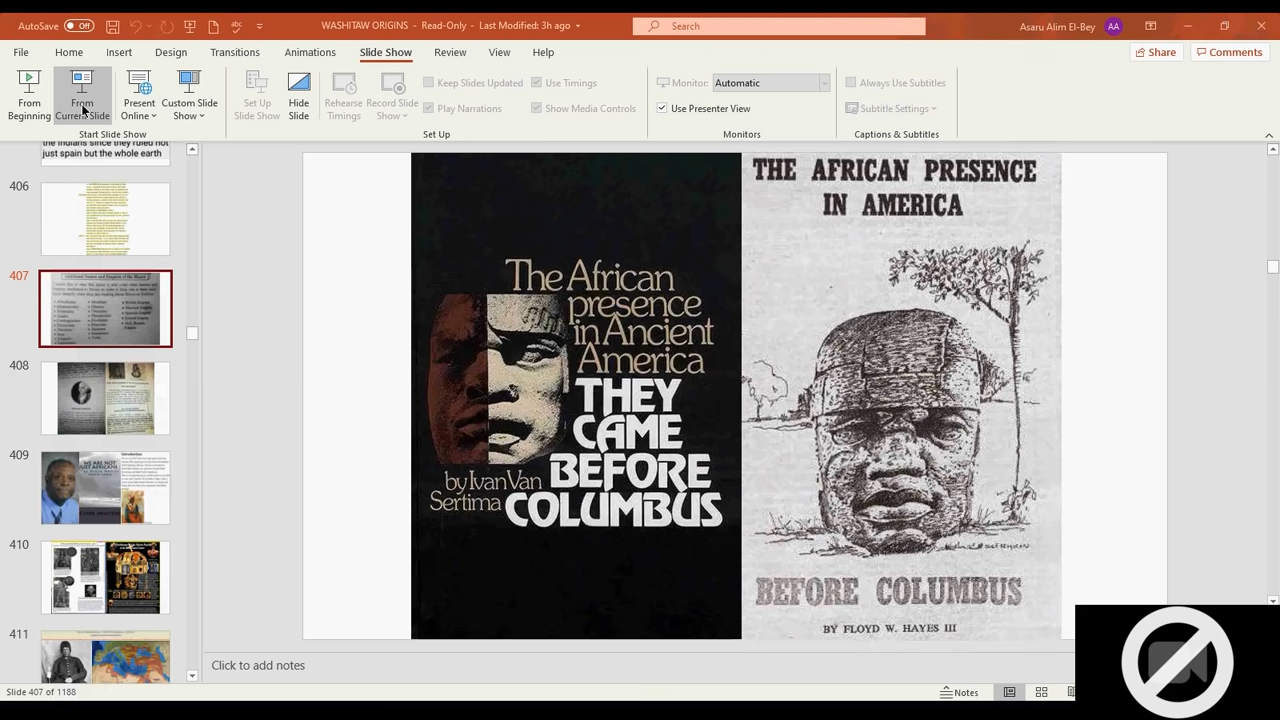 AutoSave Off
WASHITAW ORIGINS - Read-Only - Last Modified: 3h ago
Search
Asaru Alim El-Bey AA
File Home Insert Design Transitions Animations Slide Show Review View Help
Share Comments
From Beginning
From Current Slide
Present Online
Custom Slide Show
Set Up Slide Show
Hide Slide
Rehearse Timings
Record Slide Show
Keep Slides Updated
Use Timings
Play Narrations
Show Media Controls
Monitor: Automatic
Use Presenter View
Always Use Subtitles
Subtitle Settings
Start Slide Show
Set Up
Monitors
Captions & Subtitles
the Indians since they ruled not
just spain but the whole earth
406
407
408
409
410
411
The African
presence
in Ancient
America
THEY
CAME
BEFORE
COLUMBUS
by Ivan Van
Sertima
THE AFRICAN PRESENCE
IN AMERICA
BEFORE COLUMBUS
BY FLOYD W. HAYES III
Click to add notes
Slide 407 of 1188
Notes